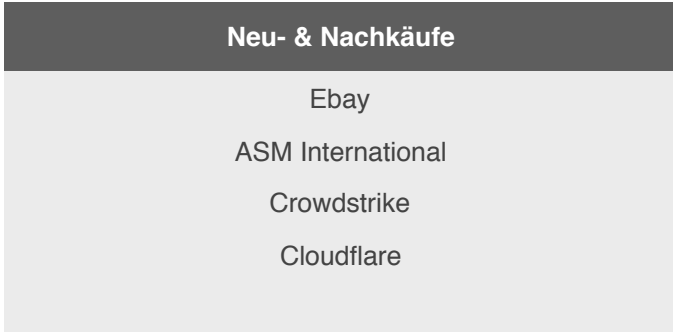 Neu- & Nachkäufe
Ebay
ASM International
Crowdstrike
Cloudflare